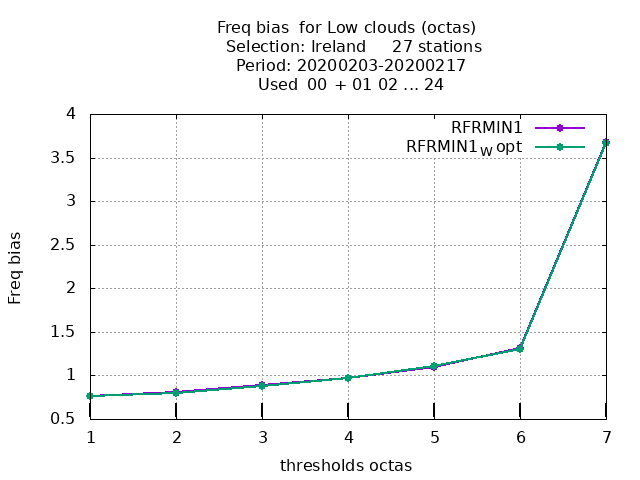 Freq bias  for Low clouds (octas)
Selection: Ireland     27 stations
Period: 20200203-20200217
Used  00  + 01 02 ... 24
RFRMIN1
RFRMIN1W opt
4
3.5
3
2.5
2
1.5
1
0.5
Freq bias
1 2 3 4 5 6 7
thresholds octas